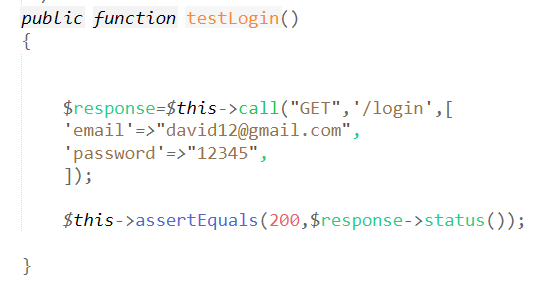 public function testLogin()
{
$response=$this->call("GET",'/login',[
'email'=>"david12@gmail.com",
'password'=>"12345",
]);
$this->assertEquals(200,$response->status());
}